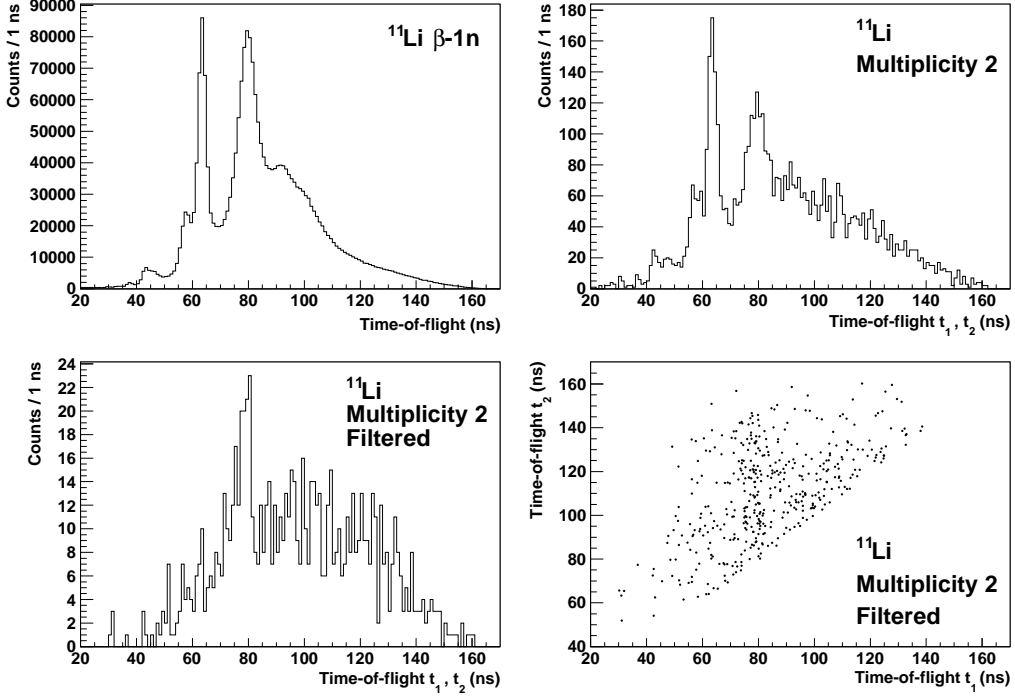 Counts / 1 ns
90000
80000
70000
60000
50000
40000
30000
20000
10000
0
20 40 60 80 100 120 140 160
Time-of-flight (ns)
¹¹Li β-1n
Counts / 1 ns
180
160
140
120
100
80
60
40
20
0
20 40 60 80 100 120 140 160
Time-of-flight t₁ , t₂ (ns)
¹¹Li
Multiplicity 2
Counts / 1 ns
24
22
20
18
16
14
12
10
8
6
4
2
0
20 40 60 80 100 120 140 160
Time-of-flight t₁ , t₂ (ns)
¹¹Li
Multiplicity 2
Filtered
Time-of-flight t₂ (ns)
160
140
120
100
80
60
40
20 40 60 80 100 120 140 160
Time-of-flight t₁ (ns)
¹¹Li
Multiplicity 2
Filtered